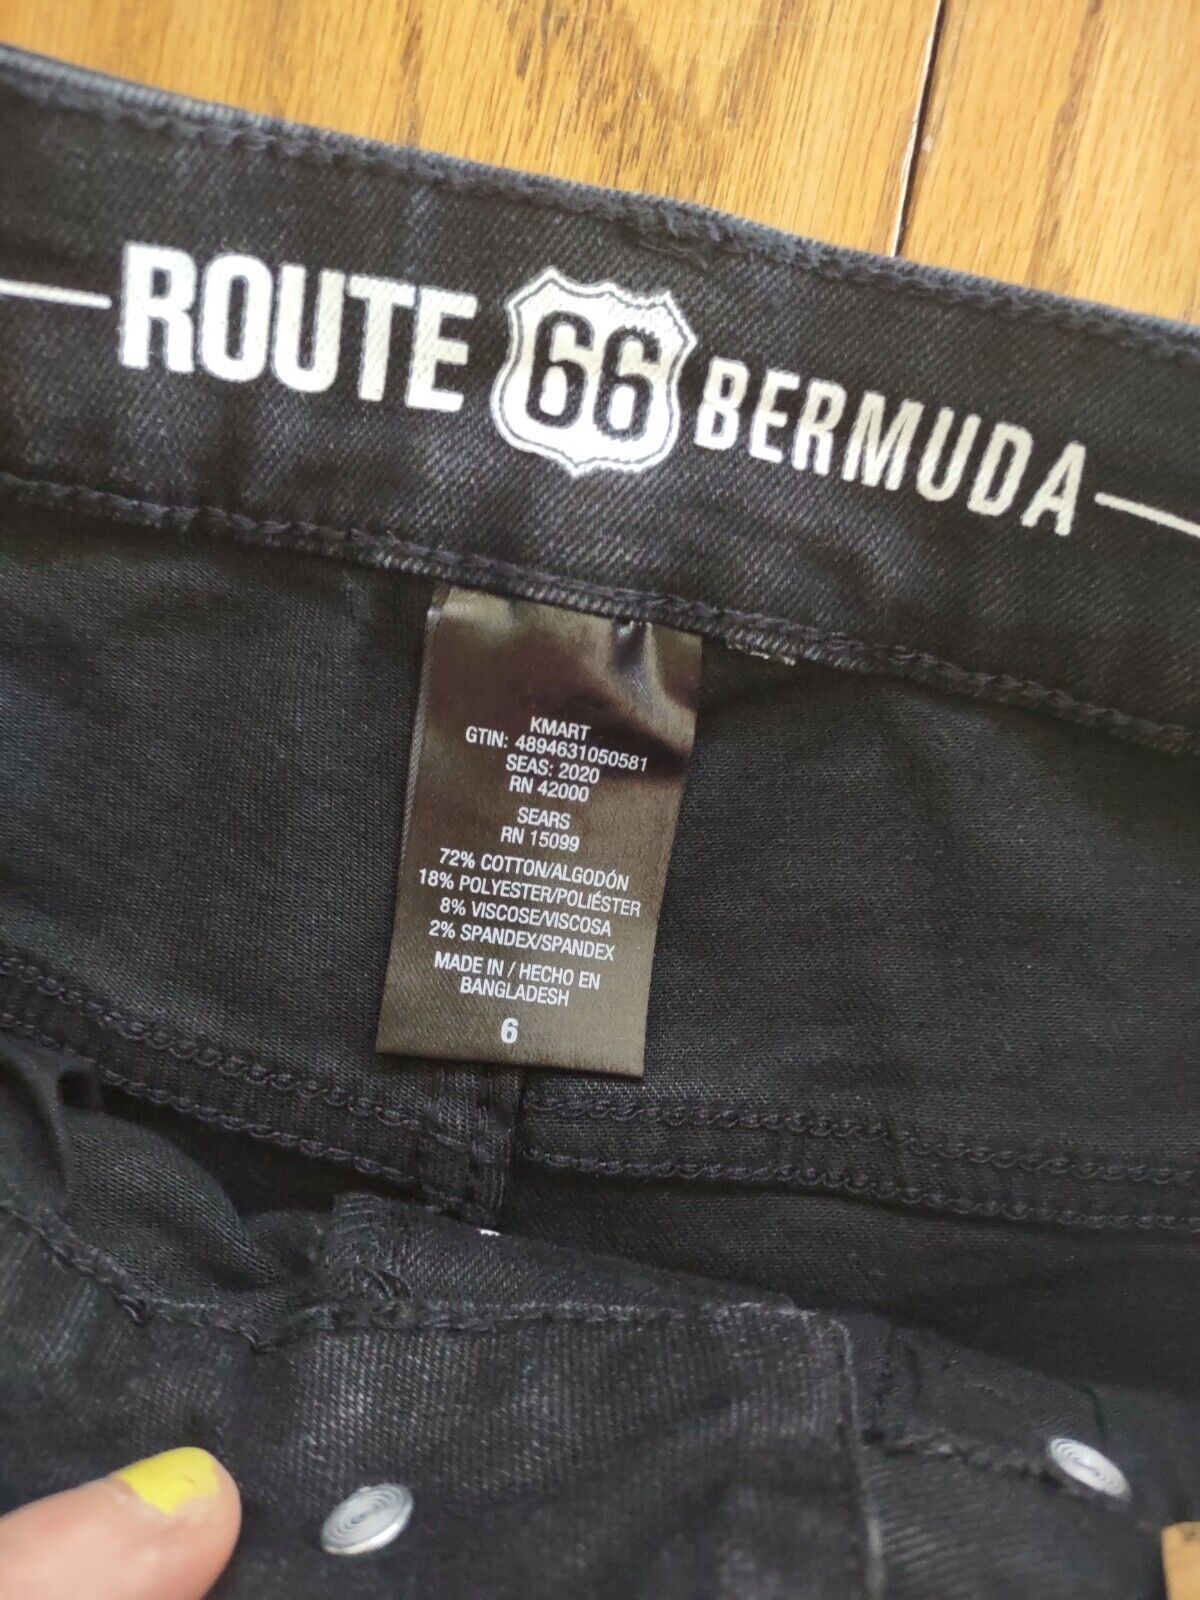 ROUTE 66 BERMUDA
KMART
GTIN: 4894631050581
SEAS: 2020
RN 42000
SEARS
RN 15099
72% COTTON/ALGODÓN
18% POLYESTER/POLIÉSTER
8% VISCOSE/VISCOSA
2% SPANDEX/SPANDEX
MADE IN / HECHO EN
BANGLADESH
6